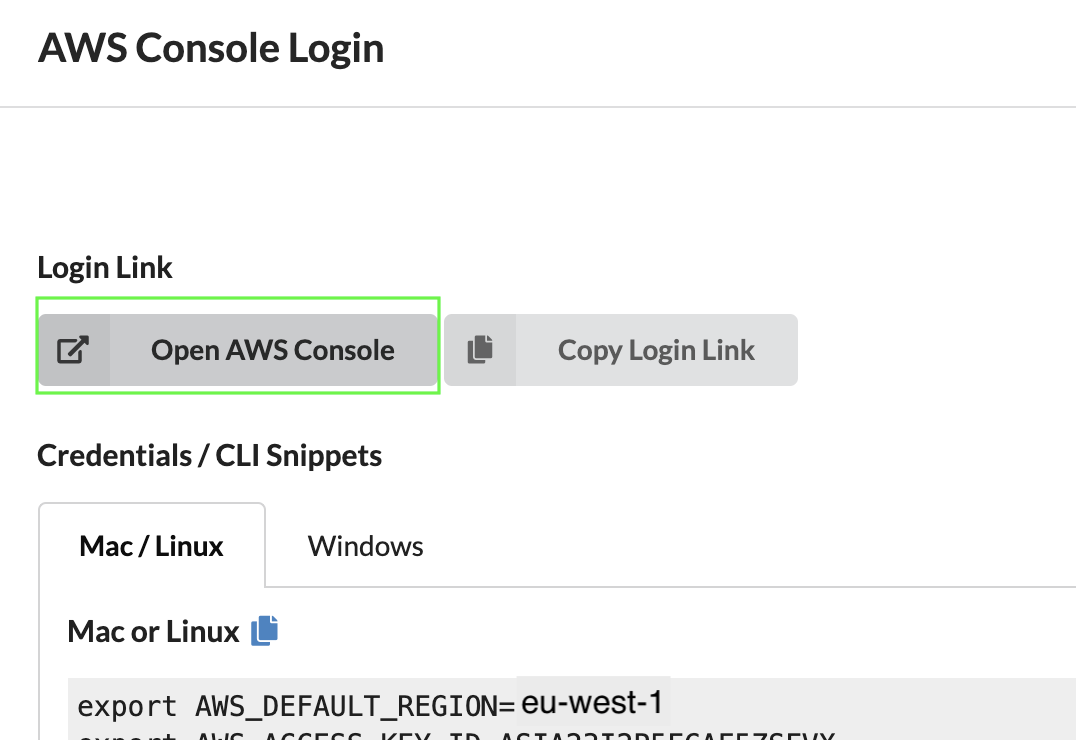 AWS Console Login
Login Link
Open AWS Console
Copy Login Link
Credentials / CLI Snippets
Mac / Linux
Windows
Mac or Linux
export AWS_DEFAULT_REGION=eu-west-1
export